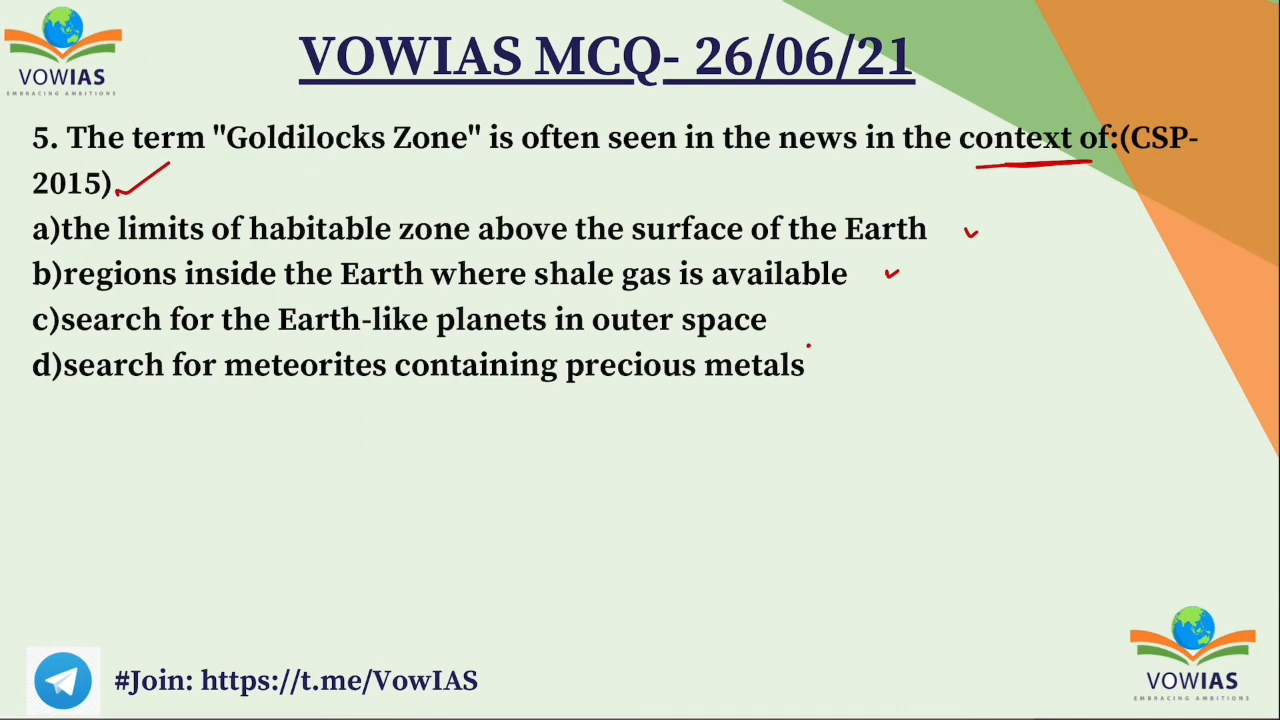 VOWIAS
EMBRACING AMBITIONS
VOWIAS MCQ- 26/06/21
5. The term "Goldilocks Zone" is often seen in the news in the context of:(CSP-
2015)
a)the limits of habitable zone above the surface of the Earth
b)regions inside the Earth where shale gas is available
c)search for the Earth-like planets in outer space
d)search for meteorites containing precious metals
#Join: https://t.me/VowIAS
VOWIAS
EMBRACING AMBITIONS